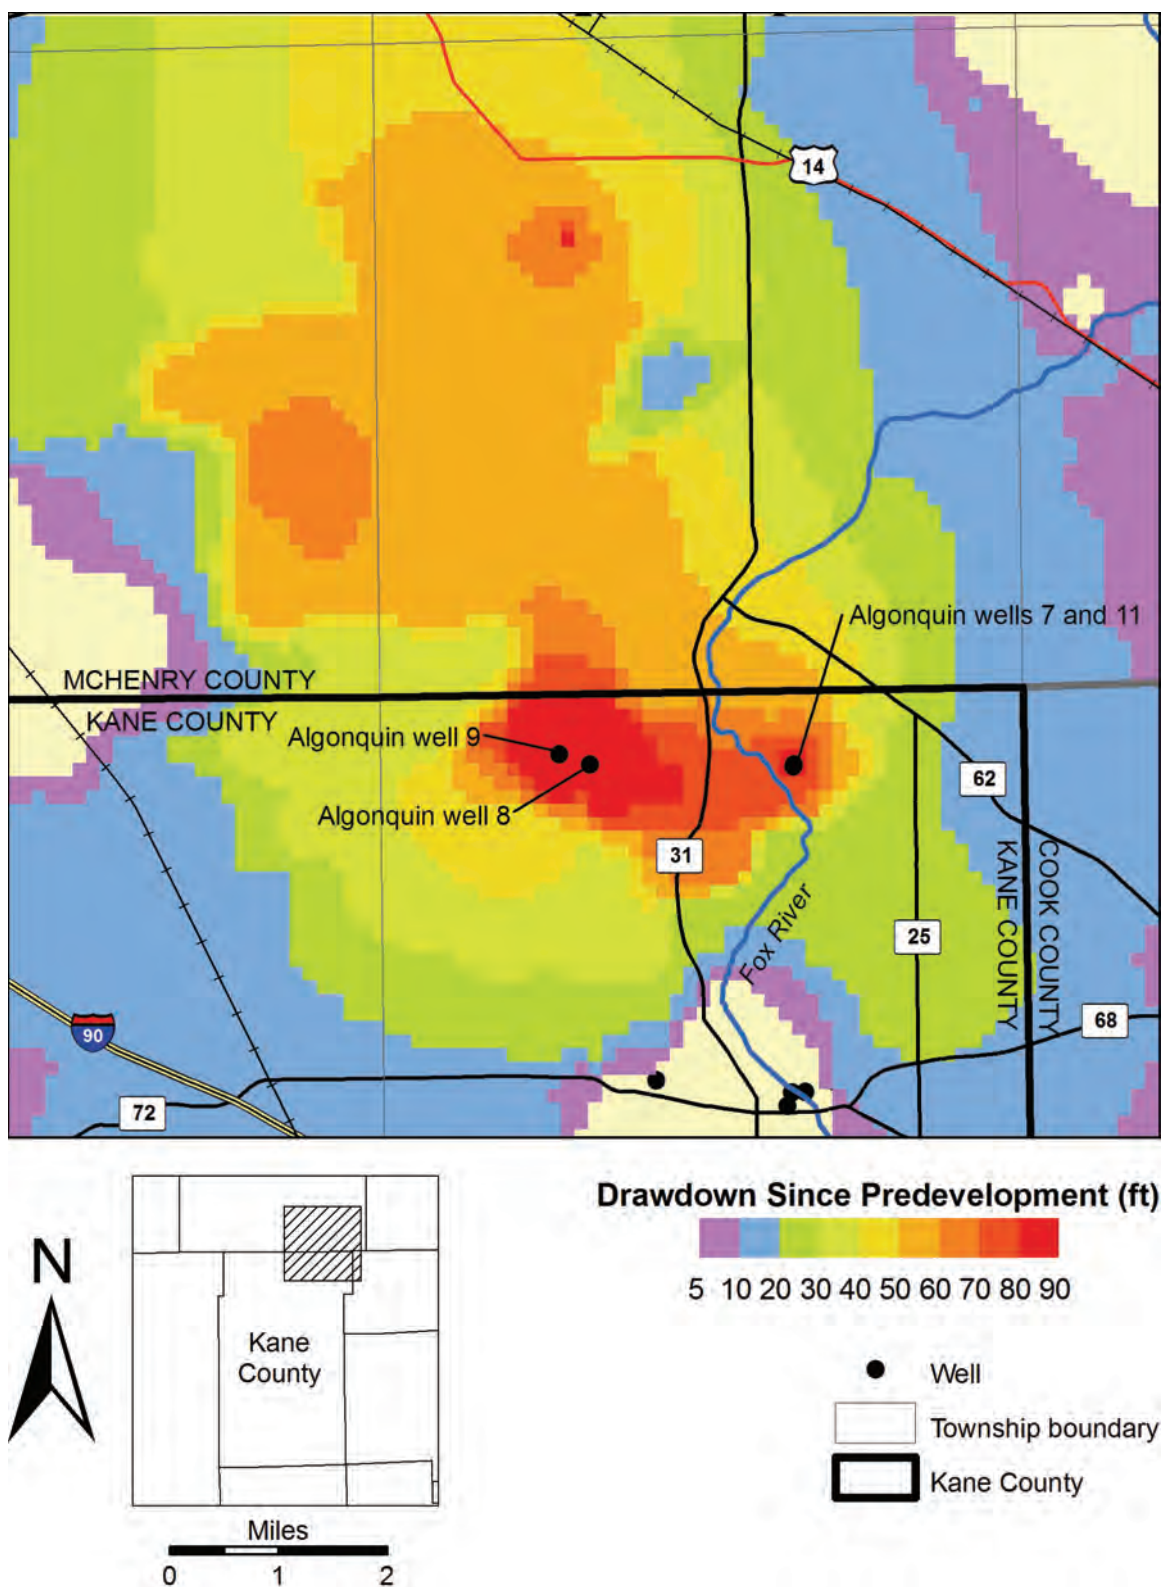 14
Algonquin wells 7 and 11
MCHENRY COUNTY
KANE COUNTY
Algonquin well 9
Algonquin well 8
62
31
25
Fox River
KANE COUNTY
COOK COUNTY
90
68
72
Drawdown Since Predevelopment (ft)
5 10 20 30 40 50 60 70 80 90
N
Kane
County
Well
Township boundary
Kane County
Miles
0 1 2